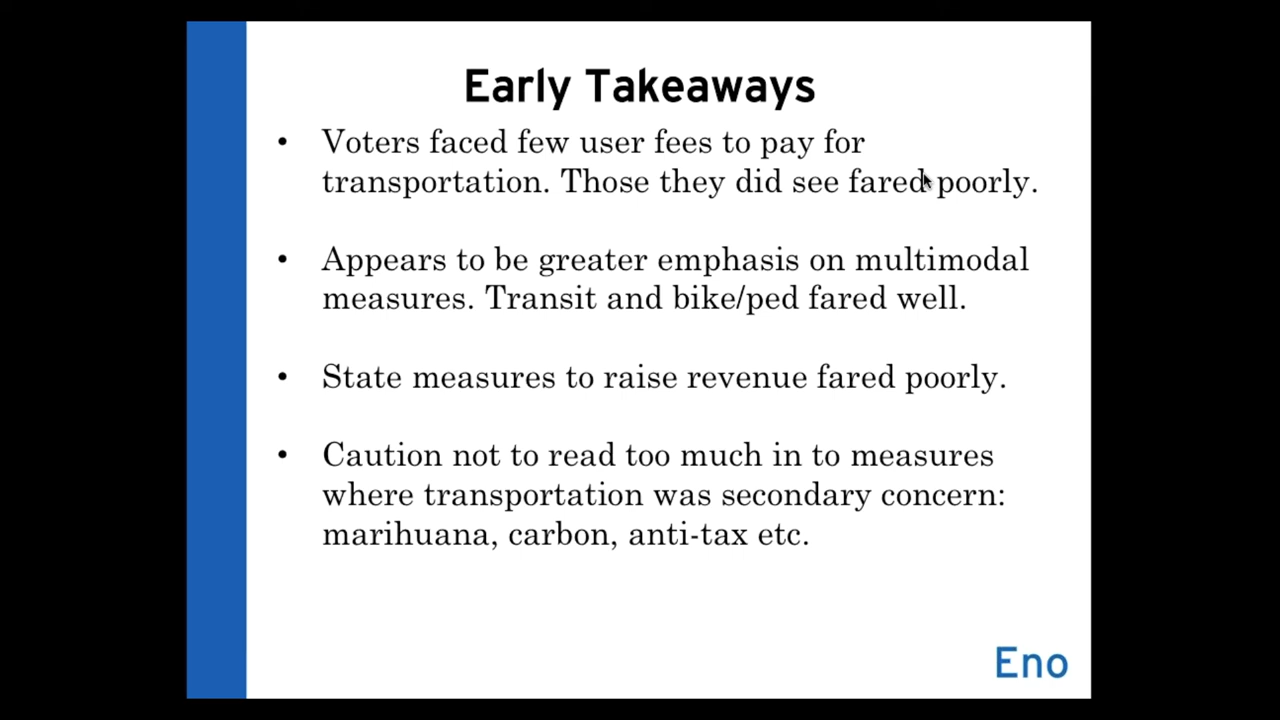 Early Takeaways
• Voters faced few user fees to pay for
transportation. Those they did see fared poorly.
• Appears to be greater emphasis on multimodal
measures. Transit and bike/ped fared well.
• State measures to raise revenue fared poorly.
• Caution not to read too much in to measures
where transportation was secondary concern:
marihuana, carbon, anti-tax etc.
Eno